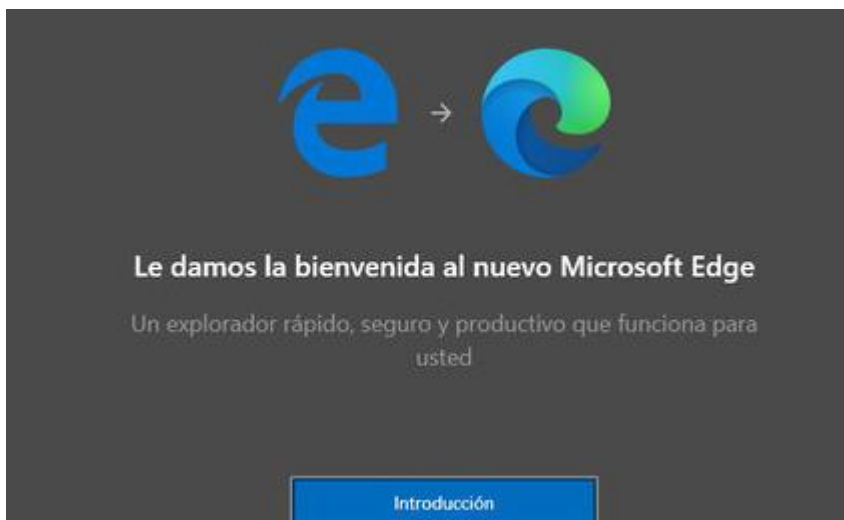 Le damos la bienvenida al nuevo Microsoft Edge
Un explorador rápido, seguro y productivo que funciona para
usted
Introducción